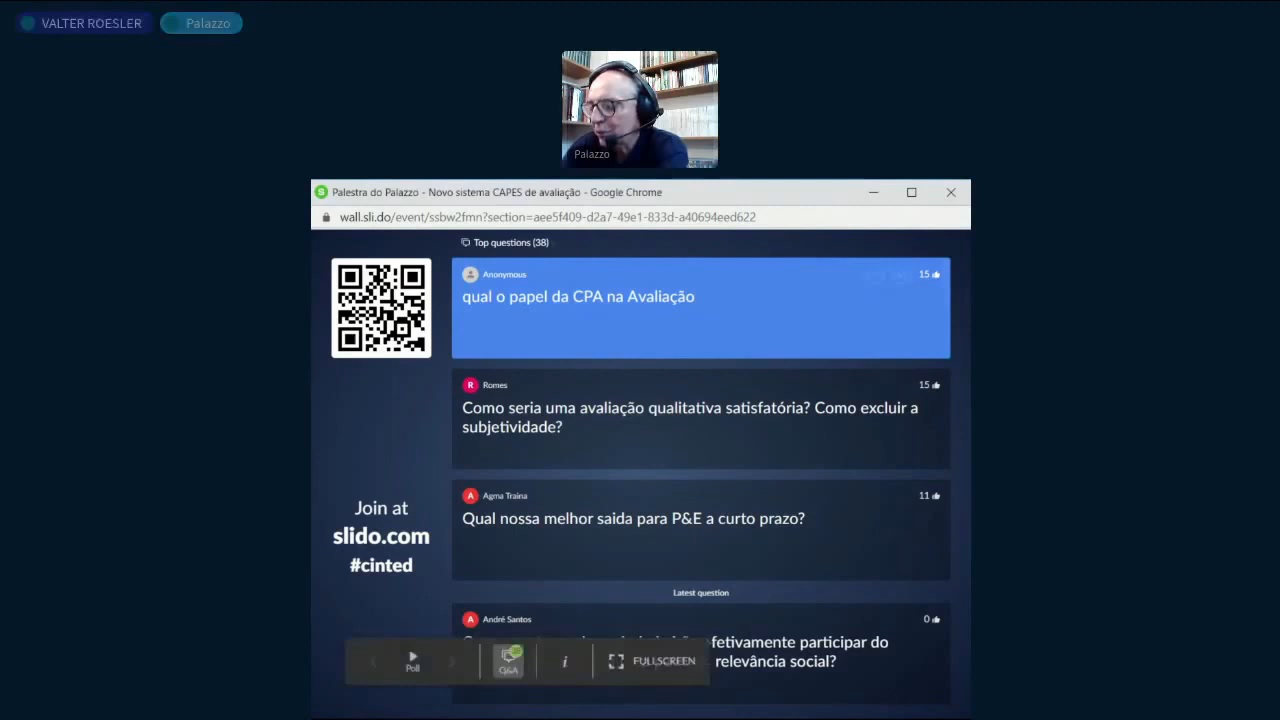 VALTER ROESLER
Palazzo
Palazzo
Palestra do Palazzo - Novo sistema CAPES de avaliação - Google Chrome
wall.sli.do/event/ssbw2fmn?section=aee5f409-d2a7-49e1-833d-a40694eed622
Top questions (38)
Anonymous
15
qual o papel da CPA na Avaliação
Romes
15
Como seria uma avaliação qualitativa satisfatória? Como excluir a
subjetividade?
Agma Traina
11
Qual nossa melhor saida para P&E a curto prazo?
Join at
slido.com
#cinted
Latest question
André Santos
0
efetivamente participar do
relevância social?
Poll
Q&A
i
FULLSCREEN